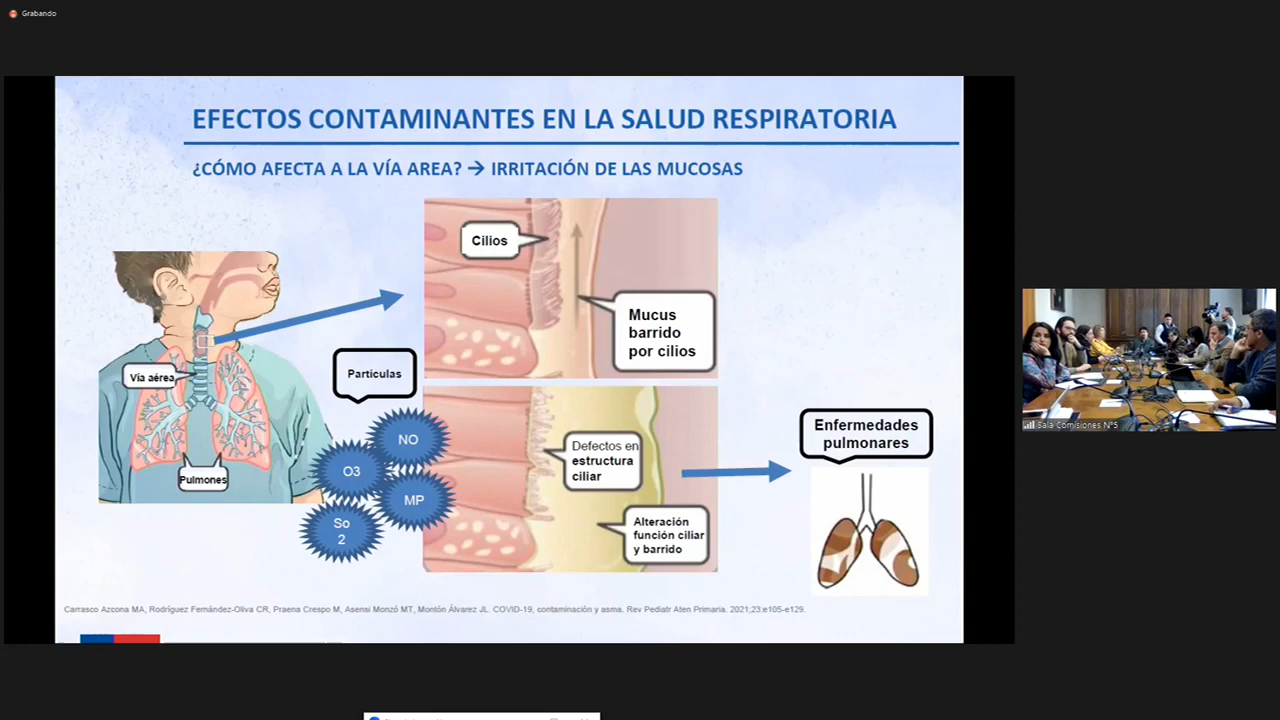 Grabando
EFECTOS CONTAMINANTES EN LA SALUD RESPIRATORIA
¿CÓMO AFECTA A LA VÍA AREA? → IRRITACIÓN DE LAS MUCOSAS
Cilios
Mucus
barrido
por cilios
Vía aérea
Pulmones
Partículas
NO
O3
MP
So
2
Defectos en
estructura
ciliar
Alteración
función ciliar
y barrido
Enfermedades
pulmonares
Carrasco Azcona MA, Rodríguez Fernández-Oliva CR, Praena Crespo M, Asensi Monzó MT, Montón Álvarez JL. COVID-19, contaminación y asma. Rev Pediatr Aten Primaria. 2021;23:e105-e129.
Sala Comisiones N°5